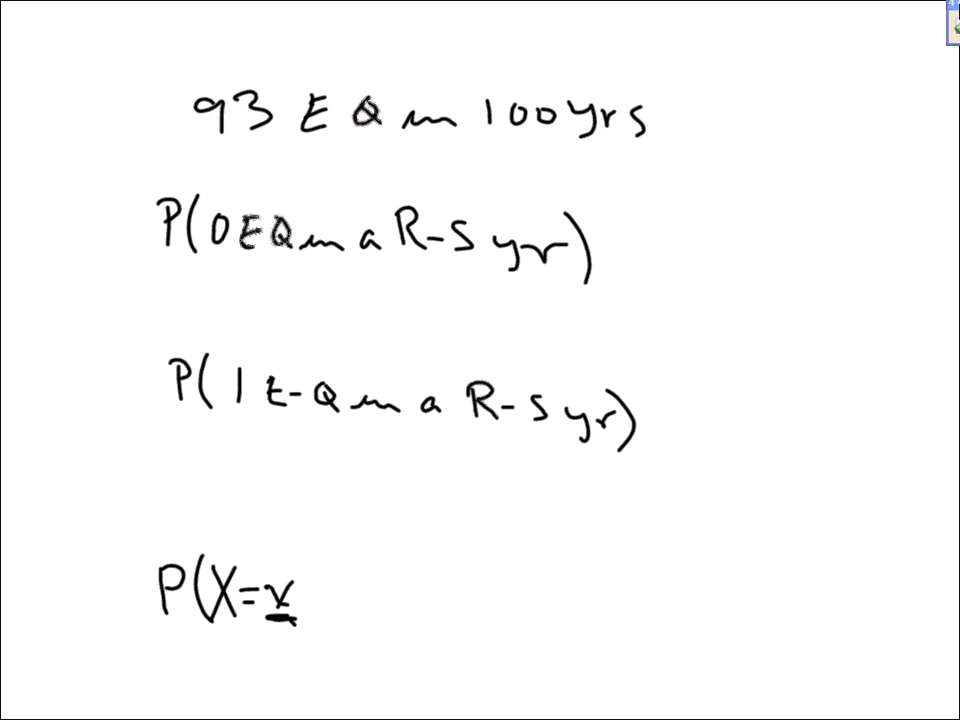 93 EQ in 100 yrs
P(0 EQ in a R-S yr)
P(1 E-Q in a R-S yr)
P(X=x